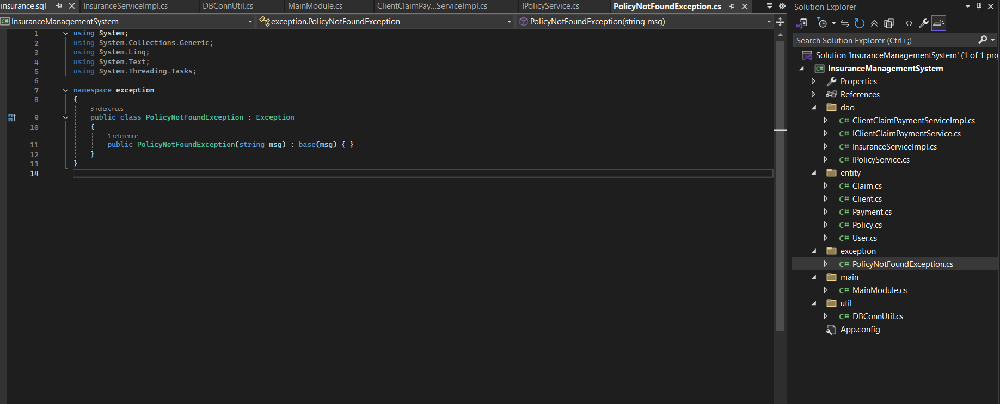 insurance.sql InsuranceServiceImpl.cs DBConnUtil.cs MainModule.cs ClientClaimPay...ServiceImpl.cs IPolicyService.cs PolicyNotFoundException.cs
C# InsuranceManagementSystem exception.PolicyNotFoundException PolicyNotFoundException(string msg)
1 using System;
2 using System.Collections.Generic;
3 using System.Linq;
4 using System.Text;
5 using System.Threading.Tasks;
6
7 namespace exception
8 {
3 references
9 public class PolicyNotFoundException : Exception
10 {
1 reference
11 public PolicyNotFoundException(string msg) : base(msg) { }
12 }
13 }
14
Solution Explorer
Search Solution Explorer (Ctrl+;)
Solution 'InsuranceManagementSystem' (1 of 1 pro
C# InsuranceManagementSystem
Properties
References
dao
C# ClientClaimPaymentServiceImpl.cs
C# IClientClaimPaymentService.cs
C# InsuranceServiceImpl.cs
C# IPolicyService.cs
entity
C# Claim.cs
C# Client.cs
C# Payment.cs
C# Policy.cs
C# User.cs
exception
C# PolicyNotFoundException.cs
main
C# MainModule.cs
util
C# DBConnUtil.cs
App.config